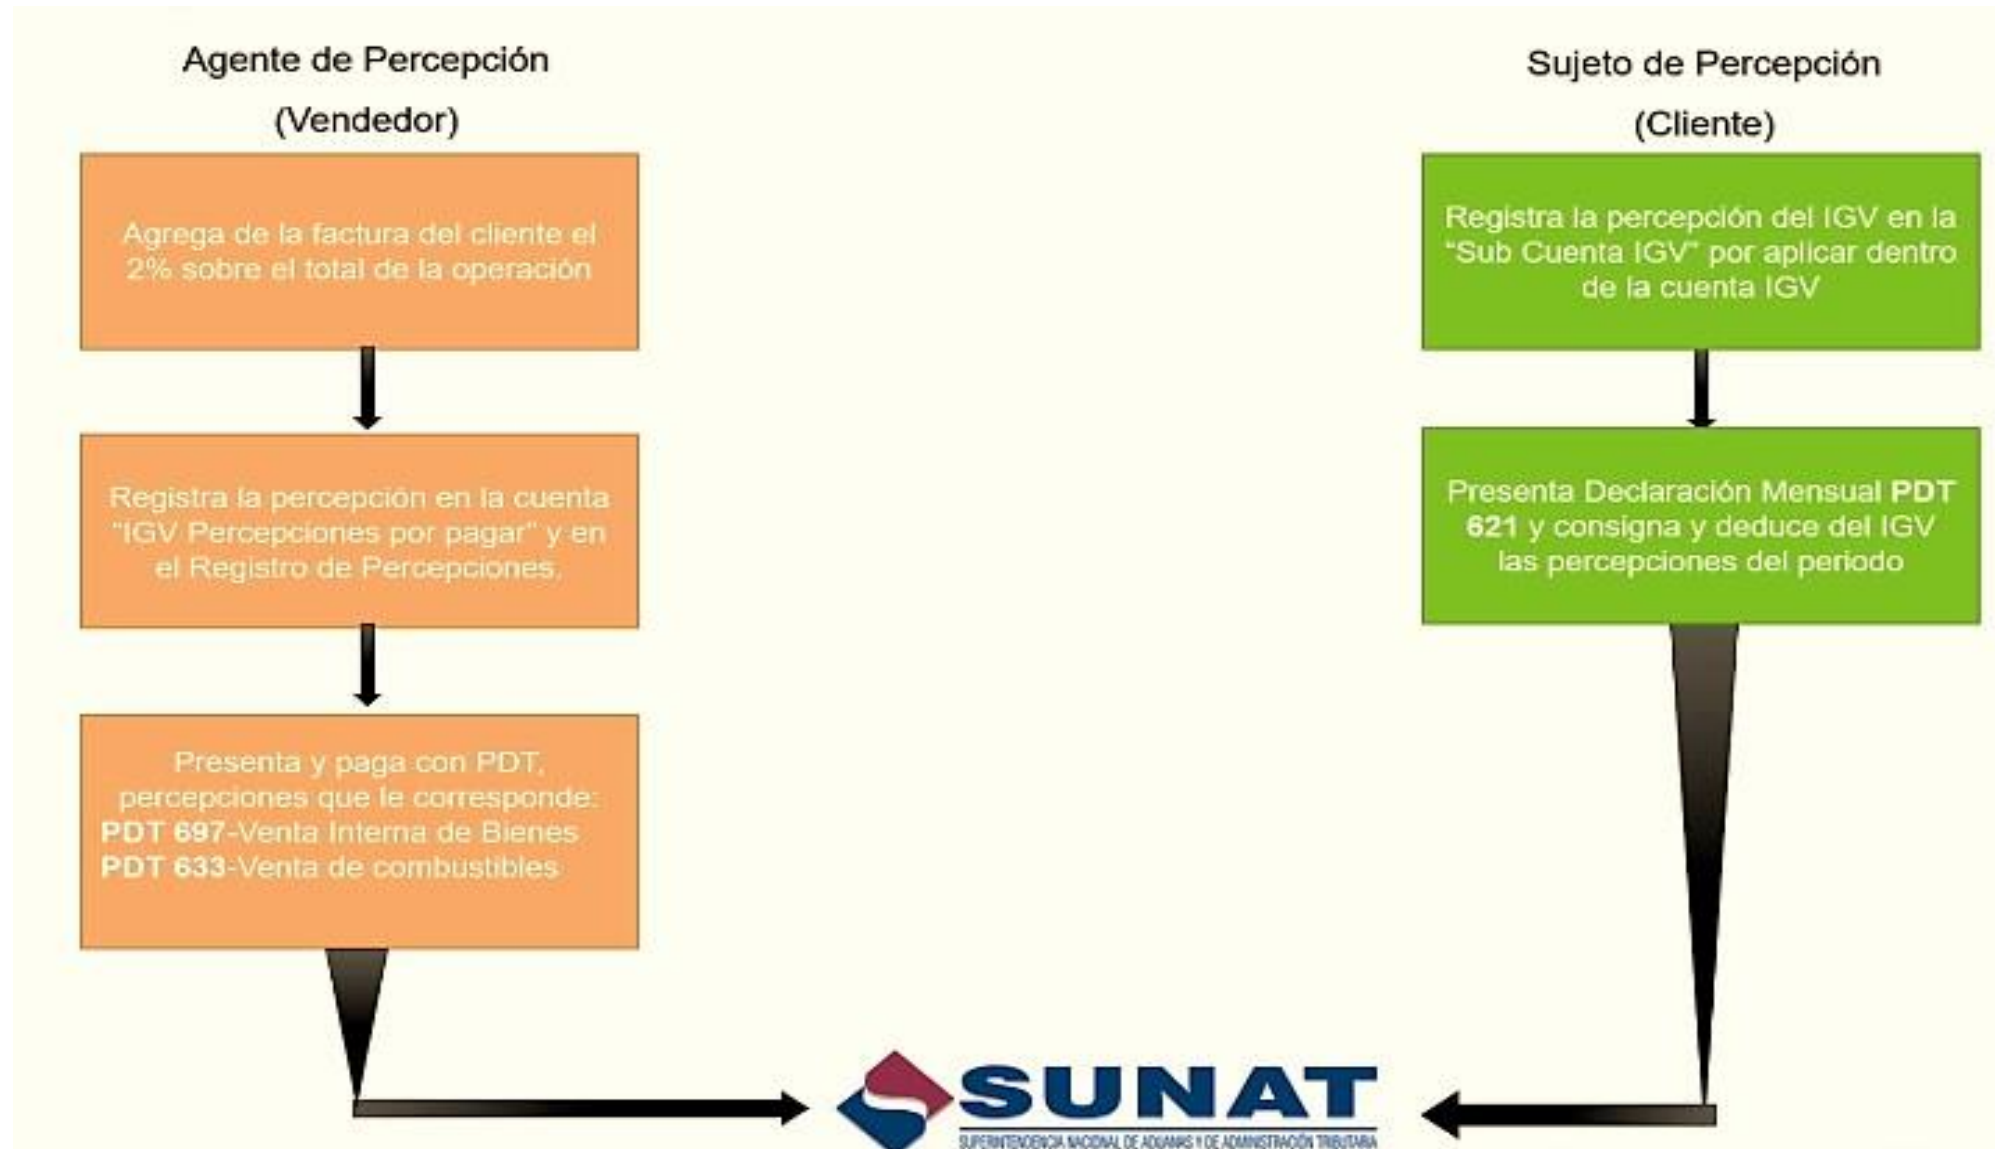 Agente de Percepción
(Vendedor)
Agrega de la factura del cliente el
2% sobre el total de la operación
Registra la percepción en la cuenta
"IGV Percepciones por pagar" y en
el Registro de Percepciones.
Presenta y paga con PDT,
percepciones que le corresponde:
PDT 697-Venta Interna de Bienes
PDT 633-Venta de combustibles
Sujeto de Percepción
(Cliente)
Registra la percepción del IGV en la
"Sub Cuenta IGV" por aplicar dentro
de la cuenta IGV
Presenta Declaración Mensual PDT
621 y consigna y deduce del IGV
las percepciones del periodo
SUNAT
SUPERINTENDENCIA NACIONAL DE ADUANAS Y DE ADMINISTRACIÓN TRIBUTARIA